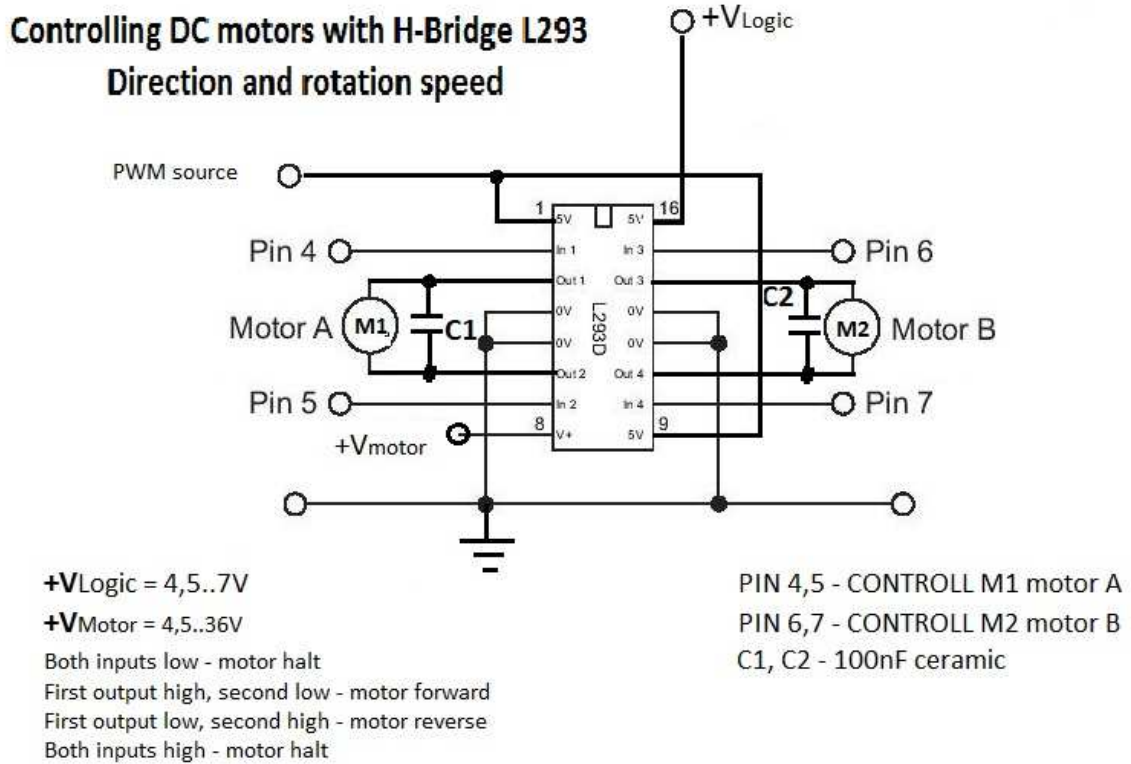 Controlling DC motors with H-Bridge L293
Direction and rotation speed
+VLogic
PWM source
1
16
5V
5V
Pin 4
In 1
In 3
Pin 6
Out 1
Out 3
C2
0V
0V
Motor A
M1
C1
L293D
M2
Motor B
0V
0V
Out 2
Out 4
Pin 5
In 2
In 4
Pin 7
8
9
+Vmotor
V+
5V
+VLogic = 4,5..7V
+VMotor = 4,5..36V
Both inputs low - motor halt
First output high, second low - motor forward
First output low, second high - motor reverse
Both inputs high - motor halt
PIN 4,5 - CONTROLL M1 motor A
PIN 6,7 - CONTROLL M2 motor B
C1, C2 - 100nF ceramic